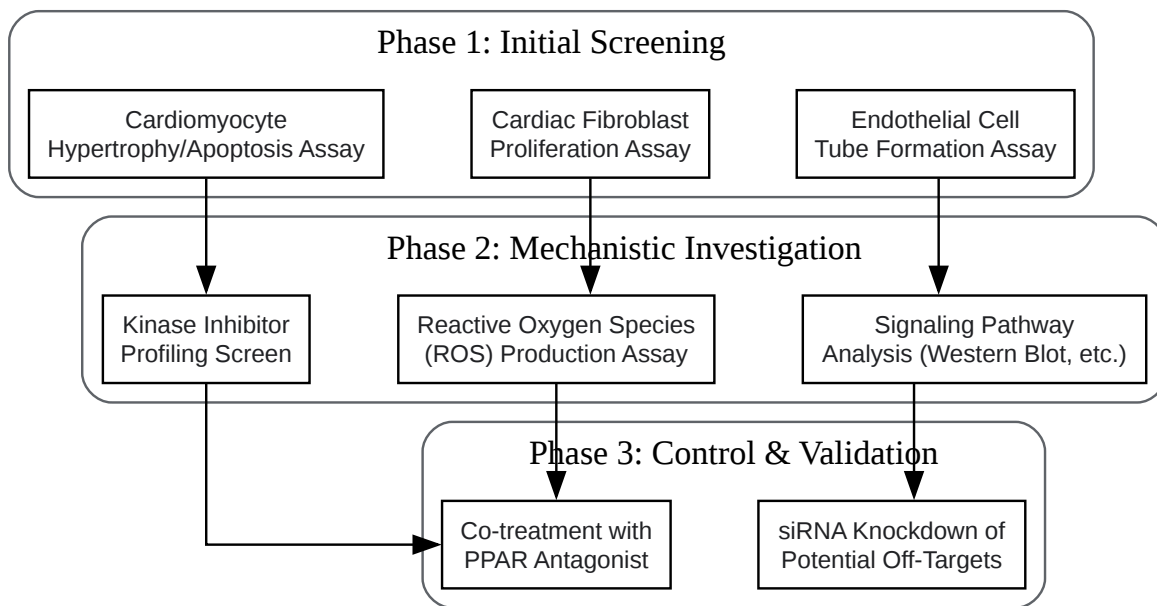 Phase 1: Initial Screening
Cardiomyocyte
Hypertrophy/Apoptosis Assay
Cardiac Fibroblast
Proliferation Assay
Endothelial Cell
Tube Formation Assay
Phase 2: Mechanistic Investigation
Kinase Inhibitor
Profiling Screen
Reactive Oxygen Species
(ROS) Production Assay
Signaling Pathway
Analysis (Western Blot, etc.)
Phase 3: Control & Validation
Co-treatment with
PPAR Antagonist
siRNA Knockdown of
Potential Off-Targets